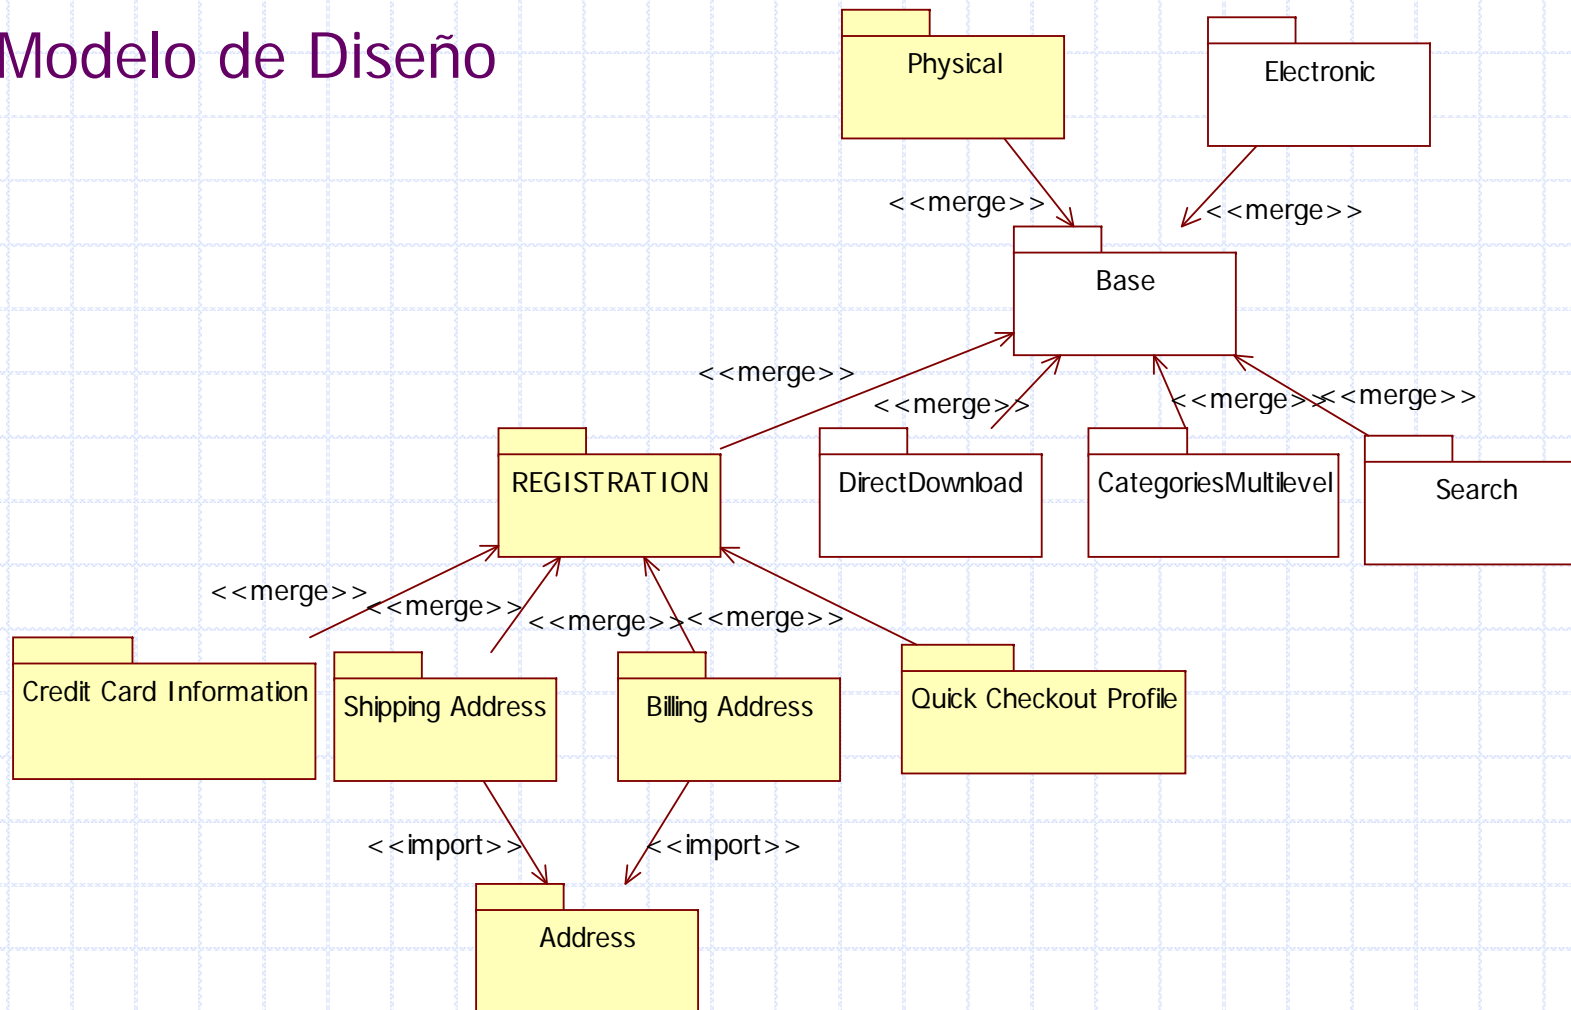 Modelo de Diseño
Physical
Electronic
<<merge>>
<<merge>>
Base
<<merge>>
<<merge>>
<<merge>>
<<merge>>
REGISTRATION
DirectDownload
CategoriesMultilevel
Search
<<merge>>
<<merge>>
<<merge>>
<<merge>>
Credit Card Information
Shipping Address
Billing Address
Quick Checkout Profile
<<import>>
<<import>>
Address